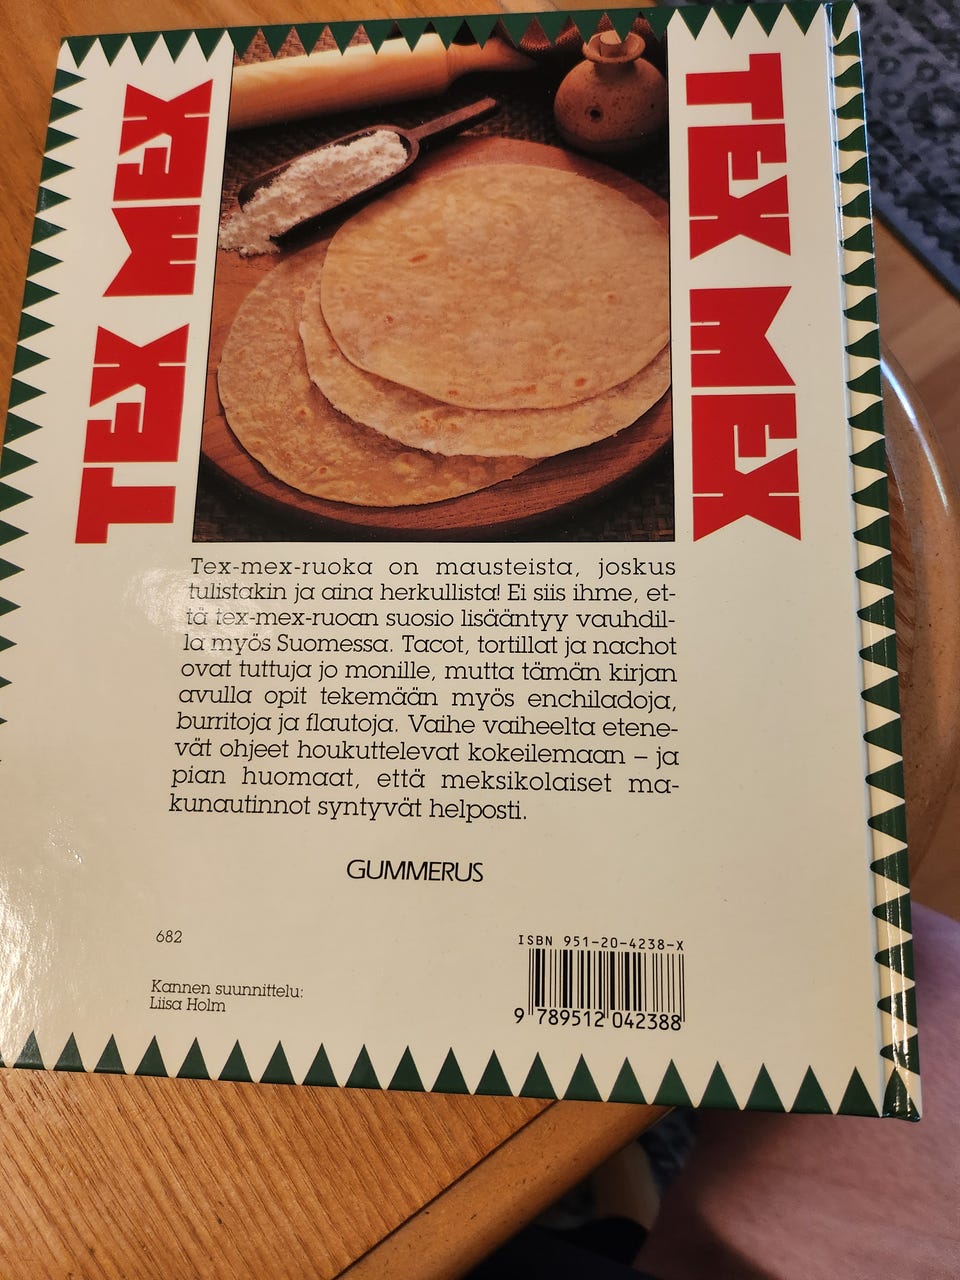 TEX MEX
TEX MEX
Tex-mex-ruoka on mausteista, joskus
tulistakin ja aina herkullista! Ei siis ihme, et-
tä tex-mex-ruoan suosio lisääntyy vauhdil-
la myös Suomessa. Tacot, tortillat ja nachot
ovat tuttuja jo monille, mutta tämän kirjan
avulla opit tekemään myös enchiladoja,
burritoja ja flautoja. Vaihe vaiheelta etene-
vät ohjeet houkuttelevat kokeilemaan – ja
pian huomaat, että meksikolaiset ma-
kunautinnot syntyvät helposti.
GUMMERUS
682
Kannen suunnittelu:
Liisa Holm
ISBN 951-20-4238-X
9 789512 042388